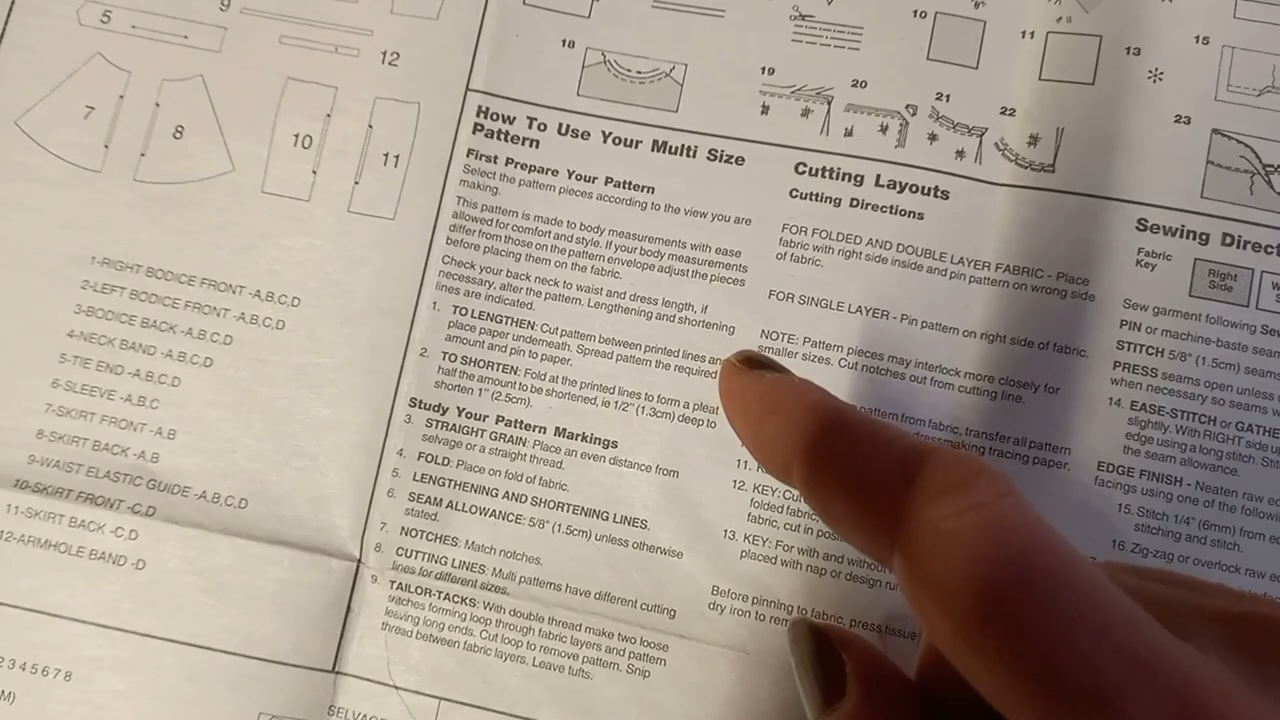 5
9
12
7
8
10
11
1-RIGHT BODICE FRONT -A,B,C,D
2-LEFT BODICE FRONT -A,B,C,D
3-BODICE BACK -A,B,C,D
4-NECK BAND -A,B,C,D
5-TIE END -A,B,C,D
6-SLEEVE -A,B,C
7-SKIRT FRONT -A,B
8-SKIRT BACK -A,B
9-WAIST ELASTIC GUIDE -A,B,C,D
10-SKIRT FRONT -C,D
11-SKIRT BACK -C,D
12-ARMHOLE BAND -D
2 3 4 5 6 7 8
M)
18
19
20
21
22
10
11
13
15
23
How To Use Your Multi Size
Pattern
First Prepare Your Pattern
Select the pattern pieces according to the view you are
making.
This pattern is made to body measurements with ease
allowed for comfort and style. If your body measurements
differ from those on the pattern envelope adjust the pieces
before placing them on the fabric.
Check your back neck to waist and dress length, if
necessary, alter the pattern. Lengthening and shortening
lines are indicated.
1. TO LENGTHEN: Cut pattern between printed lines and
place paper underneath. Spread pattern the required
amount and pin to paper.
2. TO SHORTEN: Fold at the printed lines to form a pleat
half the amount to be shortened, ie 1/2" (1.3cm) deep to
shorten 1" (2.5cm).
Study Your Pattern Markings
3. STRAIGHT GRAIN: Place an even distance from
selvage or a straight thread.
4. FOLD: Place on fold of fabric.
5. LENGTHENING AND SHORTENING LINES.
6. SEAM ALLOWANCE: 5/8" (1.5cm) unless otherwise
stated.
7. NOTCHES: Match notches.
8. CUTTING LINES: Multi patterns have different cutting
lines for different sizes.
9. TAILOR-TACKS: With double thread make two loose
stitches forming loop through fabric layers and pattern
leaving long ends. Cut loop to remove pattern. Snip
thread between fabric layers. Leave tufts.
Cutting Layouts
Cutting Directions
FOR FOLDED AND DOUBLE LAYER FABRIC - Place
fabric with right side inside and pin pattern on wrong side
of fabric.
FOR SINGLE LAYER - Pin pattern on right side of fabric.
NOTE: Pattern pieces may interlock more closely for
smaller sizes. Cut notches out from cutting line.
pattern from fabric, transfer all pattern
dressmaking tracing paper.
11.
12. KEY: Cut
folded fabric,
fabric, cut in
13. KEY: For with and without
placed with nap or design
Before pinning to fabric, press tissue
dry iron to
Sewing
Fabric
Key
Right
Side
Sew garment following
PIN or machine-baste
STITCH 5/8" (1.5cm) seams
PRESS seams open unless
when necessary so seams
14. EASE-STITCH or
slightly. With RIGHT side
edge using a long stitch.
the seam allowance.
EDGE FINISH - Neaten raw
facings using one of the
15. Stitch 1/4" (6mm) from
stitching and stitch.
16. Zig-zag or overlock raw